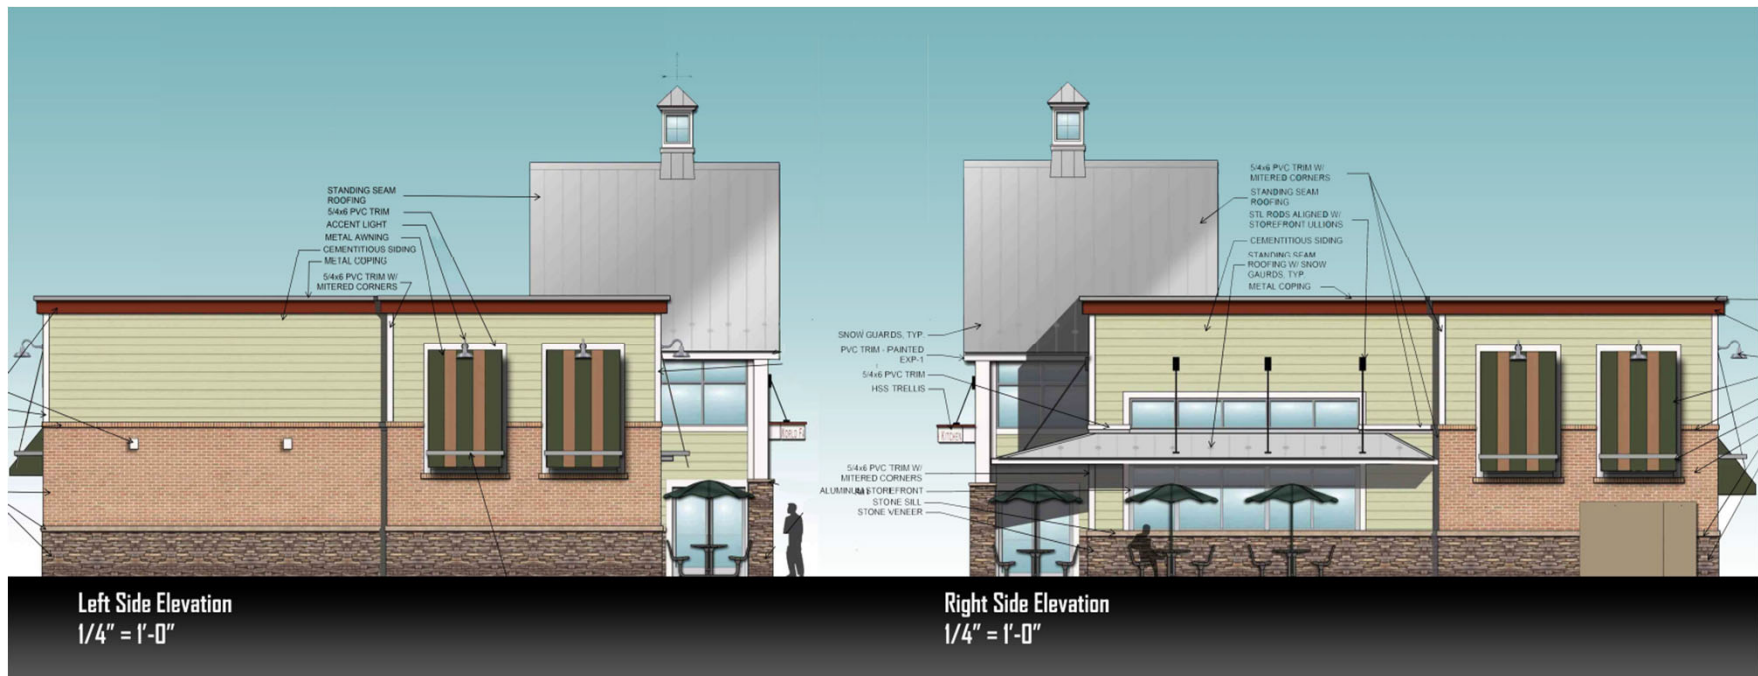 STANDING SEAM
ROOFING
5/4x6 PVC TRIM
ACCENT LIGHT
METAL AWNING
CEMENTITIOUS SIDING
METAL COPING
5/4x6 PVC TRIM W/
MITERED CORNERS
WORLD F
Left Side Elevation
1/4" = 1'-0"
5/4x6 PVC TRIM W/
MITERED CORNERS
STANDING SEAM
ROOFING
STL RODS ALIGNED W/
STOREFRONT ULLIONS
CEMENTITIOUS SIDING
STANDING SEAM
ROOFING W/ SNOW
GAURDS, TYP.
METAL COPING
SNOW GUARDS, TYP.
PVC TRIM - PAINTED
EXP-1
5/4x6 PVC TRIM
HSS TRELLIS
KITCHEN
5/4x6 PVC TRIM W/
MITERED CORNERS
ALUMINUM STOREFRONT
STONE SILL
STONE VENEER
Right Side Elevation
1/4" = 1'-0"